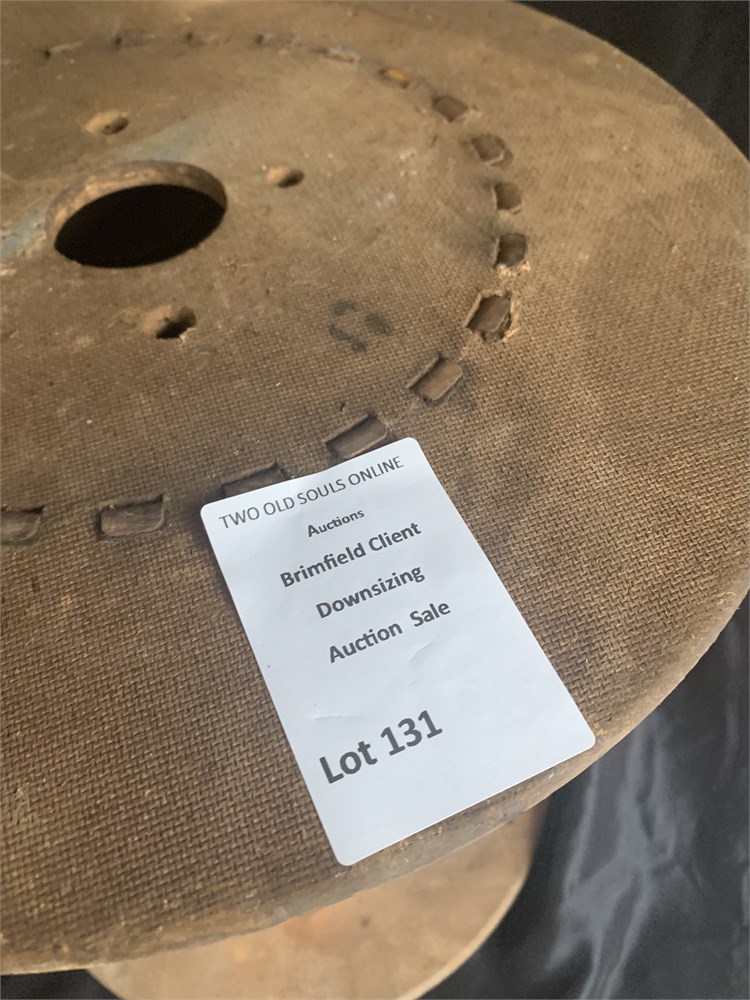 TWO OLD SOULS ONLINE
Auctions
Brimfield Client
Downsizing
Auction Sale
Lot 131